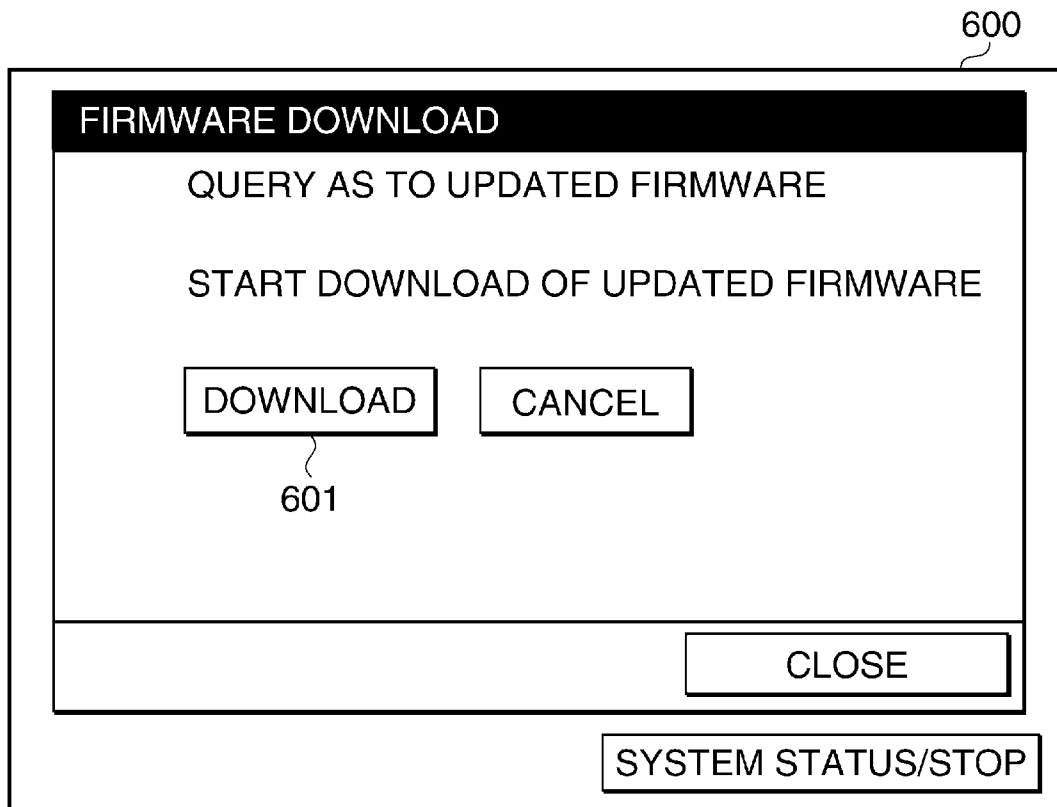 600
FIRMWARE DOWNLOAD
QUERY AS TO UPDATED FIRMWARE
START DOWNLOAD OF UPDATED FIRMWARE
DOWNLOAD CANCEL
601
CLOSE
SYSTEM STATUS/STOP